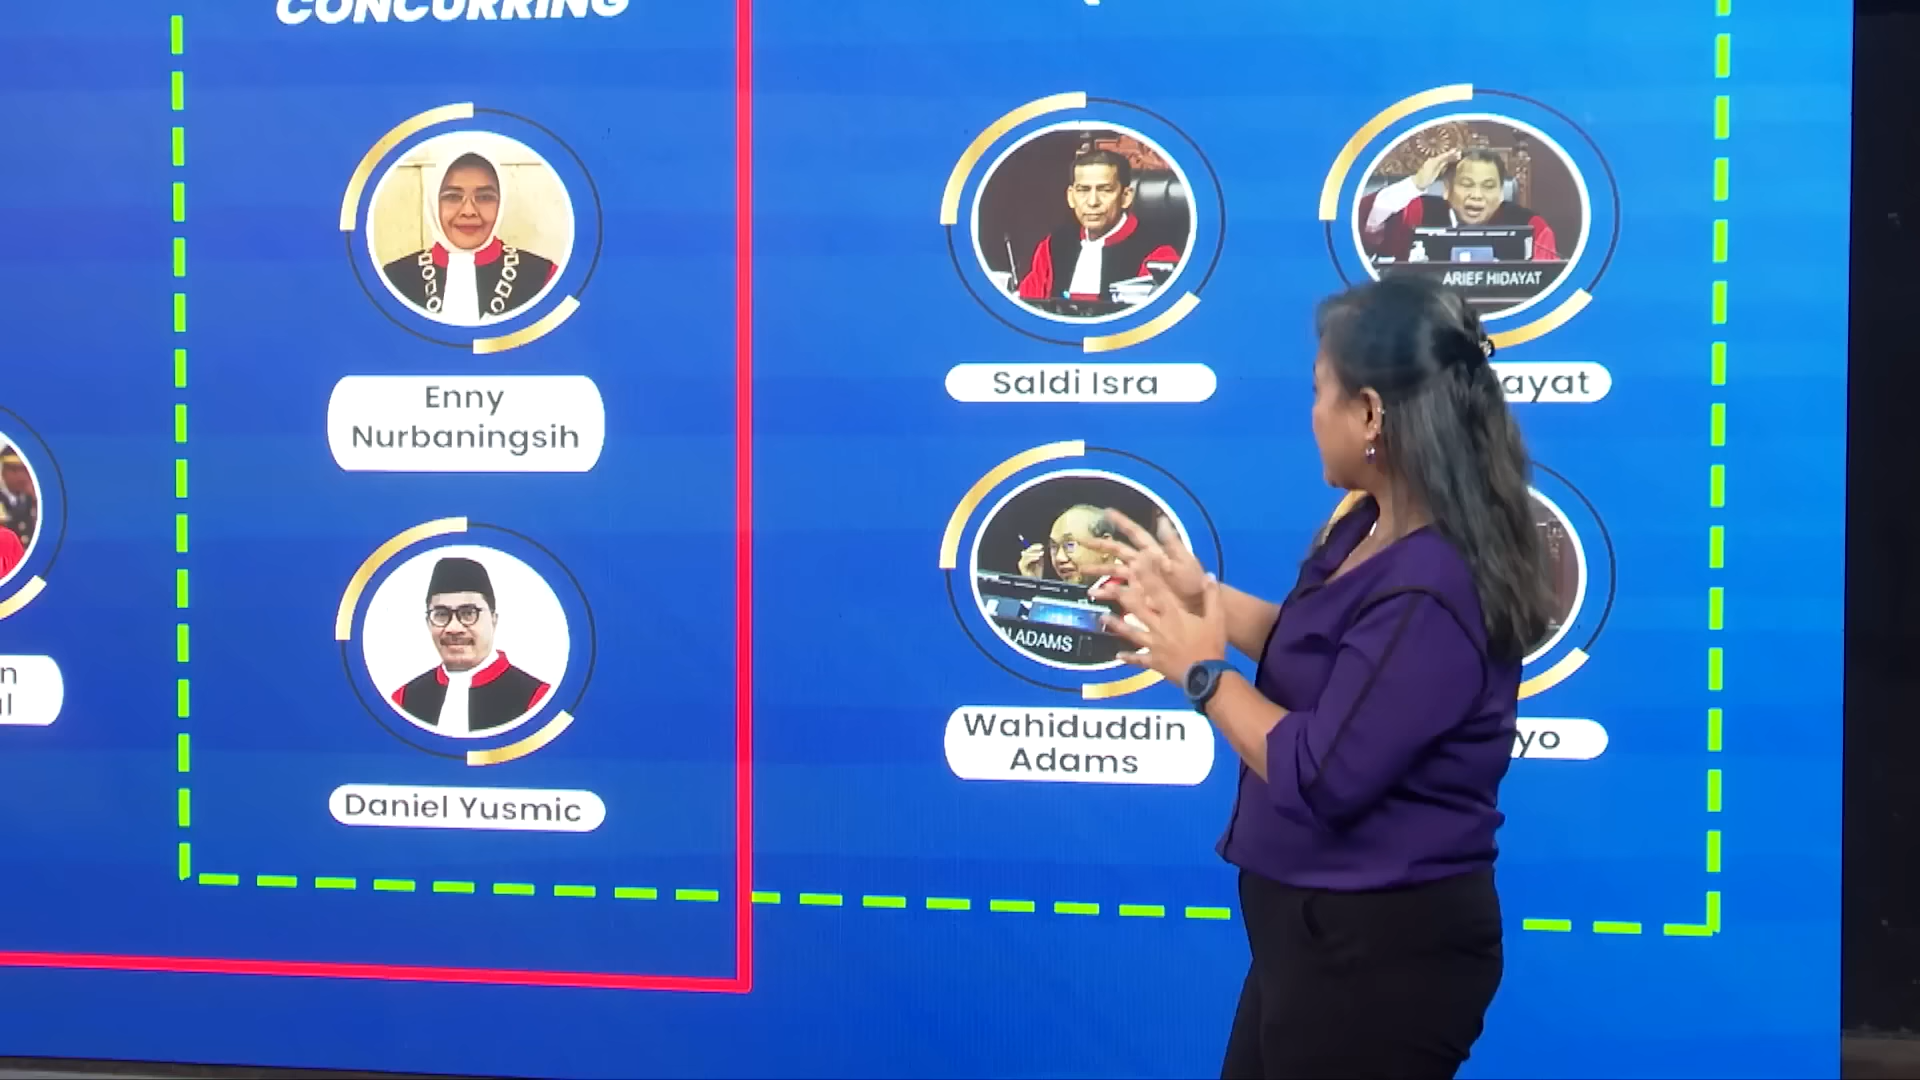 CONCURRING
ARIEF HIDAYAT
Enny
Nurbaningsih
Saldi Isra
ayat
N ADAMS
n
l
Wahiduddin
Adams
yo
Daniel Yusmic